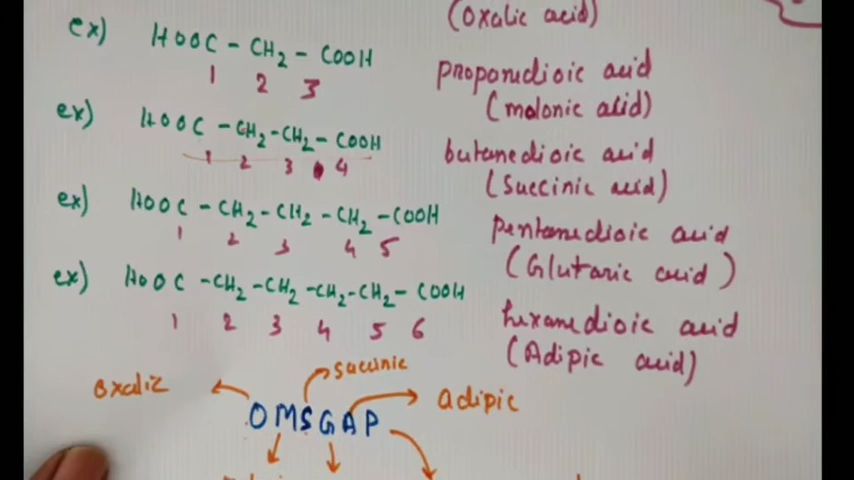 (Oxalic acid)
ex) HOOC - CH2 - COOH
1 2 3
propanedioic acid
(malonic acid)
ex) HOOC - CH2 - CH2 - COOH
1 2 3 4
butanedioic acid
(Succinic acid)
ex) HOOC - CH2 - CH2 - CH2 - COOH
1 2 3 4 5
pentanedioic acid
(Glutaric acid)
ex) HOOC - CH2 - CH2 - CH2 - CH2 - COOH
1 2 3 4 5 6
hexanedioic acid
(Adipic acid)
succinic
oxalic
adipic
OMSGAP